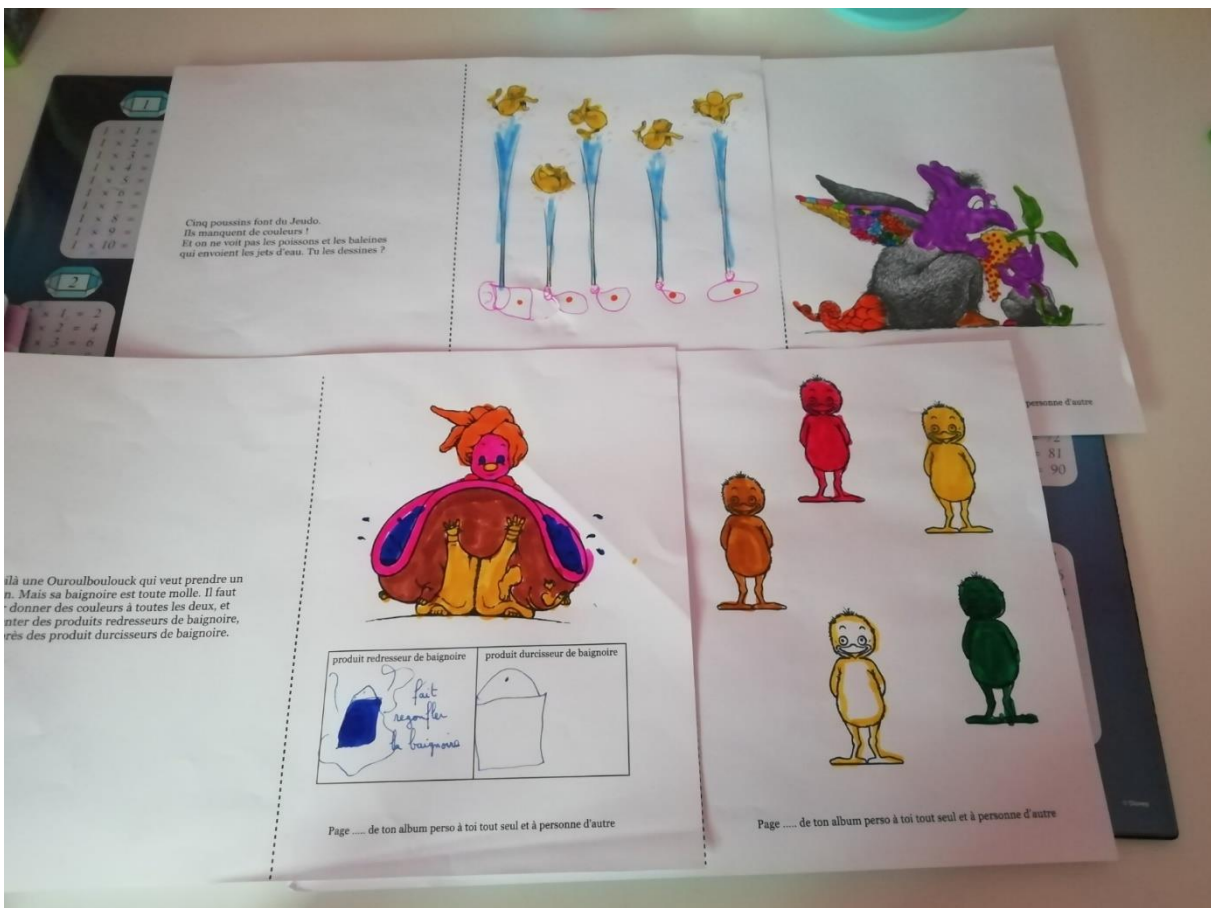 1
1 × 1 =
1 × 2 =
1 × 3 =
1 × 4 =
1 × 5 =
1 × 6 =
1 × 7 =
1 × 8 =
1 × 9 =
1 × 10 =
2
× 1 = 2
× 2 = 4
× 3 = 6
Cinq poussins font du Jeudo.
Ils manquent de couleurs !
Et on ne voit pas les poissons et les baleines
qui envoient les jets d'eau. Tu les dessines ?
personne d'autre
= 81
= 90
ilà une Ouroulboulouck qui veut prendre un
n. Mais sa baignoire est toute molle. Il faut
donner des couleurs à toutes les deux, et
nter des produits redresseurs de baignoire,
rès des produit durcisseurs de baignoire.
produit redresseur de baignoire
produit durcisseur de baignoire
fait
regonfler
la baignoire
Page ..... de ton album perso à toi tout seul et à personne d'autre
Page ..... de ton album perso à toi tout seul et à personne d'autre
© Disney